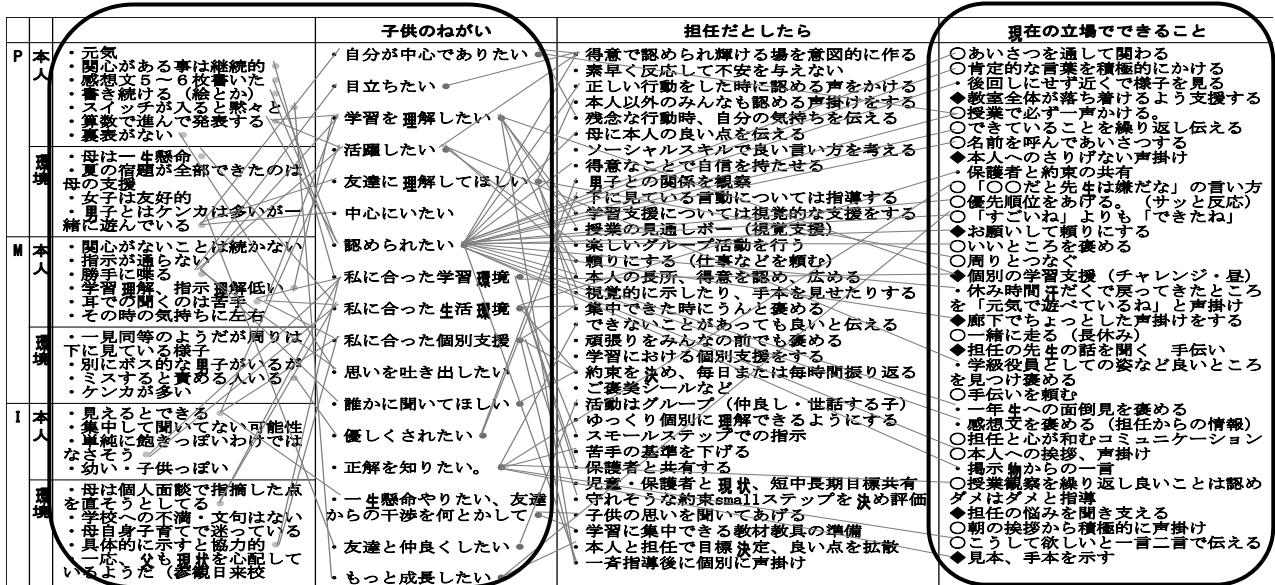 子供のねがい
担任だとしたら
現在の立場でできること
P
本人
・元気
・関心がある事は継続的
・感想文５～６枚書いた
・書き続ける（絵とか）
・スイッチが入ると黙々と
・算数で進んで発表する
・裏表がない
環境
・母は一生懸命
・夏の宿題が全部できたのは
母の支援
・女子は友好的
・男子とはケンカは多いが一
緒に遊んでいる
M
本人
・関心がないことは続かない
・指示が通らない
・勝手に喋る
・学習理解、指示理解低い
・耳での聞くのは苦手
・その時の気持ちに左右
環境
・一見同等のようだが周りは
下に見ている様子
・別にボス的な男子がいるが
・ミスすると責める人いる
・ケンカが多い
I
本人
・見えるとできる
・集中して聞いてない可能性
・単純に飽きっぽいわけでは
なさそう
・幼い・子供っぽい
環境
・母は個人面談で指摘した点
を直そうとしてる
・学校への不満・文句はない
・母自身子育てで迷っている
・具体的に示すと協力的
・一応、父も現状を心配して
いるようだ（参観日来校
・自分が中心でありたい
・目立ちたい
・学習を理解したい
・活躍したい
・友達に理解してほしい
・中心にいたい
・認められたい
・私に合った学習環境
・私に合った生活環境
・私に合った個別支援
・思いを吐き出したい
・誰かに聞いてほしい
・優しくされたい
・正解を知りたい。
・一生懸命やりたい、友達
からの干渉を何とかして
・友達と仲良くしたい
・もっと成長したい
・得意で認められ輝ける場を意図的に作る
・素早く反応して不安を与えない
・正しい行動をした時に認める声をかける
・本人以外のみんなも認める声掛けをする
・残念な行動時、自分の気持ちを伝える
・母に本人の良い点を伝える
・ソーシャルスキルで良い言い方を考える
・得意なことで自信を持たせる
・男子との関係を観察
・下に見ている言動については指導する
・学習支援については視覚的な支援をする
・授業の見通しボー（視覚支援）
・楽しいグループ活動を行う
・頼りにする（仕事などを頼む）
・本人の長所、得意を認め、広める
・視覚的に示したり、手本を見せたりする
・集中できた時にうんと褒める
・できないことがあっても良いと伝える
・頑張りをみんなの前でも褒める
・学習における個別支援をする
・約束を決め、毎日または毎時間振り返る
・ご褒美シールなど
・活動はグループ（仲良し・世話する子）
・ゆっくり個別に理解できるようにする
・スモールステップでの指示
・苦手の基準を下げる
・保護者と共有する
・児童・保護者と現状、短中長期目標共有
・守れそうな約束smallステップを決め評価
・子供の思いを聞いてあげる
・学習に集中できる教材教具の準備
・本人と担任で目標決定、良い点を拡散
・一斉指導後に個別に声掛け
〇あいさつを通して関わる
〇肯定的な言葉を積極的にかける
・後回しにせず近くで様子を見る
◆教室全体が落ち着けるよう支援する
〇授業で必ず一声かける。
〇できていることを繰り返し伝える
〇名前を呼んであいさつする
◆本人へのさりげない声掛け
・保護者と約束の共有
〇「〇〇だと先生は嫌だな」の言い方
〇優先順位をあげる。（サッと反応）
〇「すごいね」よりも「できたね」
◆お願いして頼りにする
〇いいところを褒める
〇周りとつなぐ
◆個別の学習支援（チャレンジ・昼）
・休み時間汗だくで戻ってきたところ
を「元気で遊べているね」と声掛け
◆廊下でちょっとした声掛けをする
〇一緒に走る（長休み）
◆担任の先生の話を聞く　手伝い
・学級役員としての姿など良いところ
を見つけ褒める
〇手伝いを頼む
・一年生への面倒見を褒める
・感想文を褒める（担任からの情報）
〇担任と心が和むコミュニケーション
〇本人への挨拶、声掛け
・掲示物からの一言
〇授業観察を繰り返し良いことは認め
ダメはダメと指導
◆担任の悩みを聞き支える
〇朝の挨拶から積極的に声掛け
〇こうして欲しいと一言二言で伝える
◆見本、手本を示す